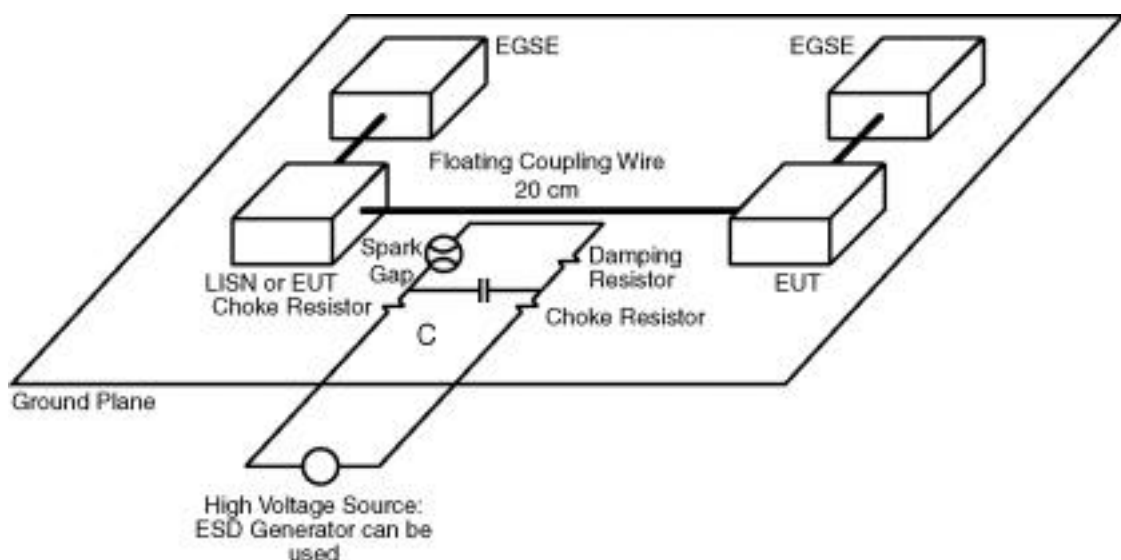 EGSE
EGSE
Floating Coupling Wire
20 cm
Spark
Gap
Damping
Resistor
LISN or EUT
EUT
Choke Resistor
Choke Resistor
C
Ground Plane
High Voltage Source:
ESD Generator can be
used